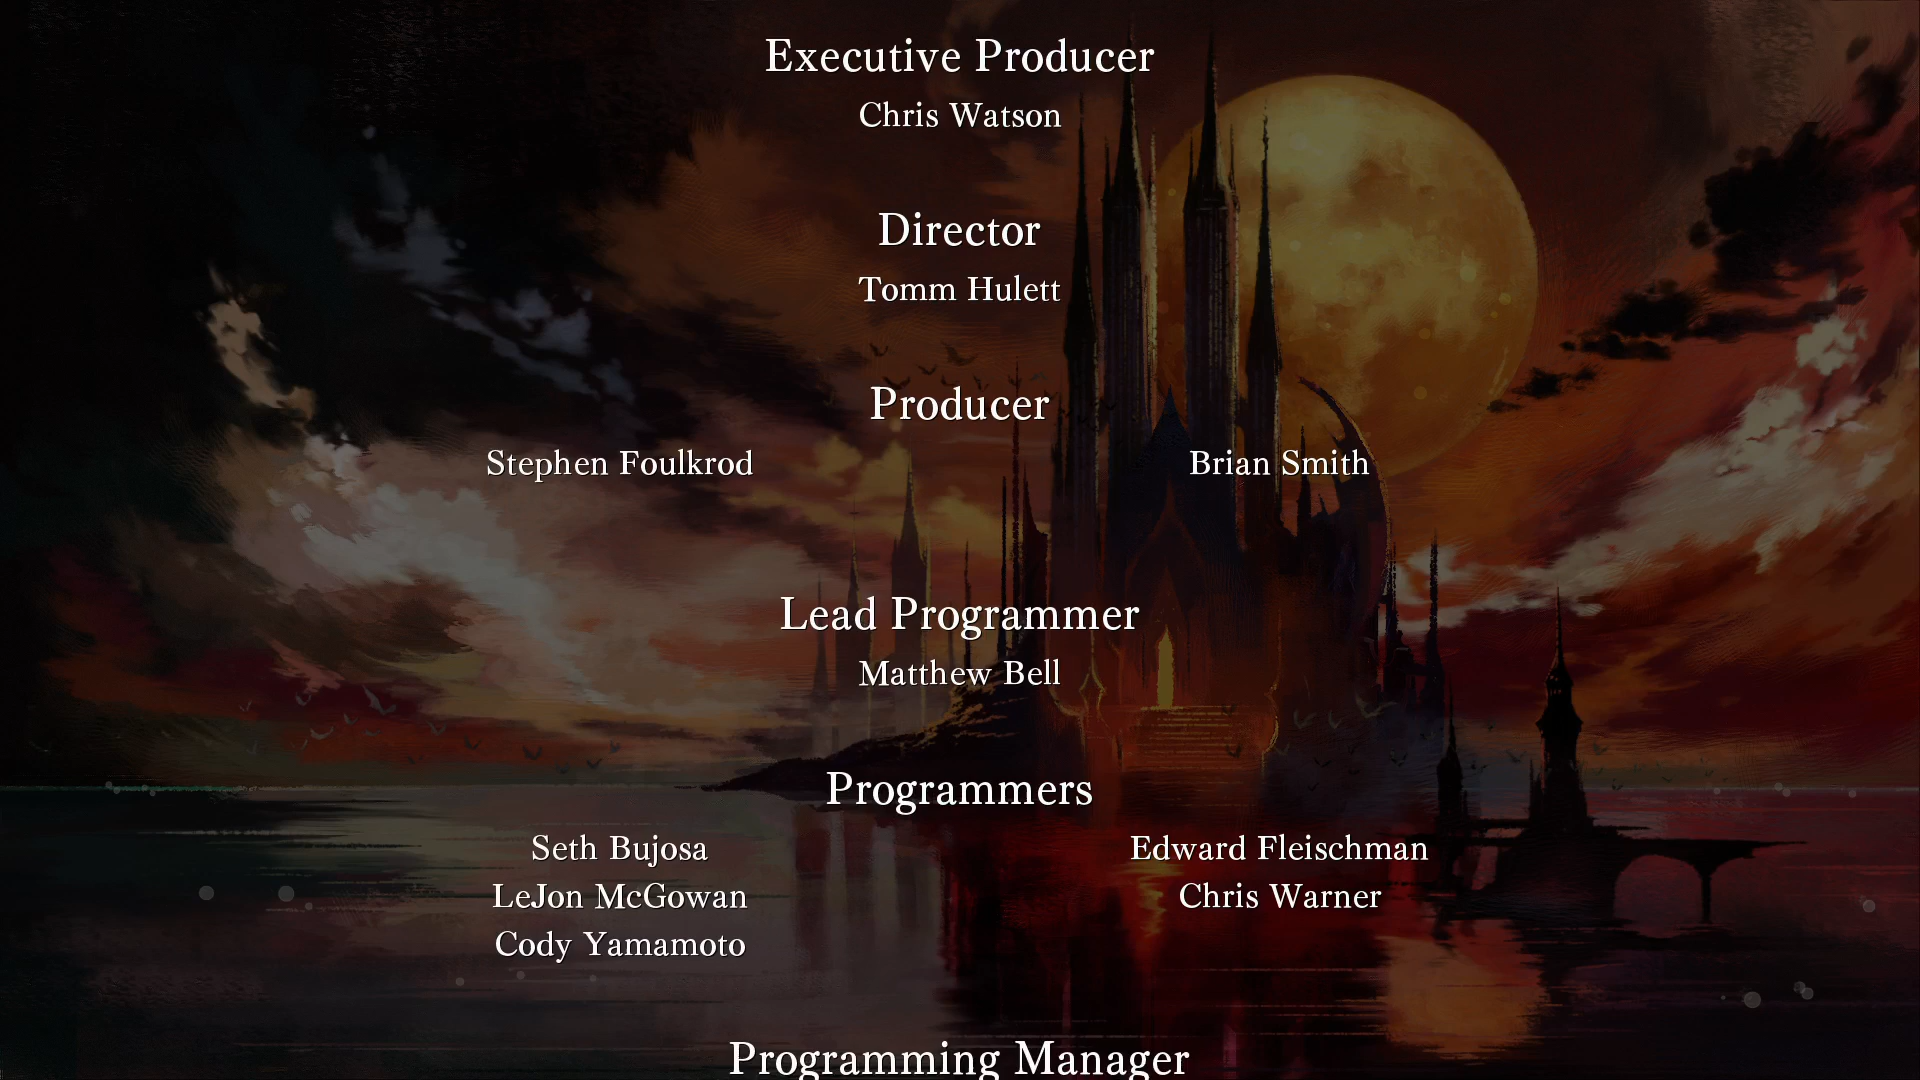 Executive Producer
Chris Watson
Director
Tomm Hulett
Producer
Stephen Foulkrod
Brian Smith
Lead Programmer
Matthew Bell
Programmers
Seth Bujosa
Edward Fleischman
LeJon McGowan
Chris Warner
Cody Yamamoto
Programming Manager